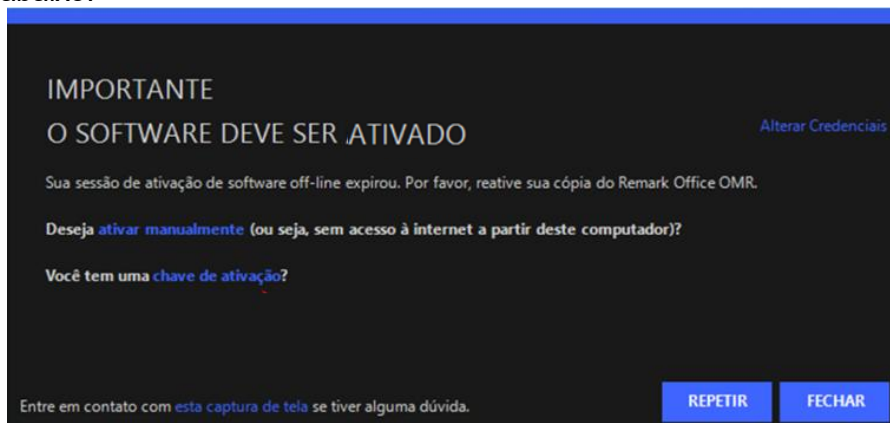 IMPORTANTE
O SOFTWARE DEVE SER ATIVADO
Alterar Credenciais
Sua sessão de ativação de software off-line expirou. Por favor, reative sua cópia do Remark Office OMR.
Deseja ativar manualmente (ou seja, sem acesso à internet a partir deste computador)?
Você tem uma chave de ativação?
Entre em contato com esta captura de tela se tiver alguma dúvida.
REPETIR
FECHAR